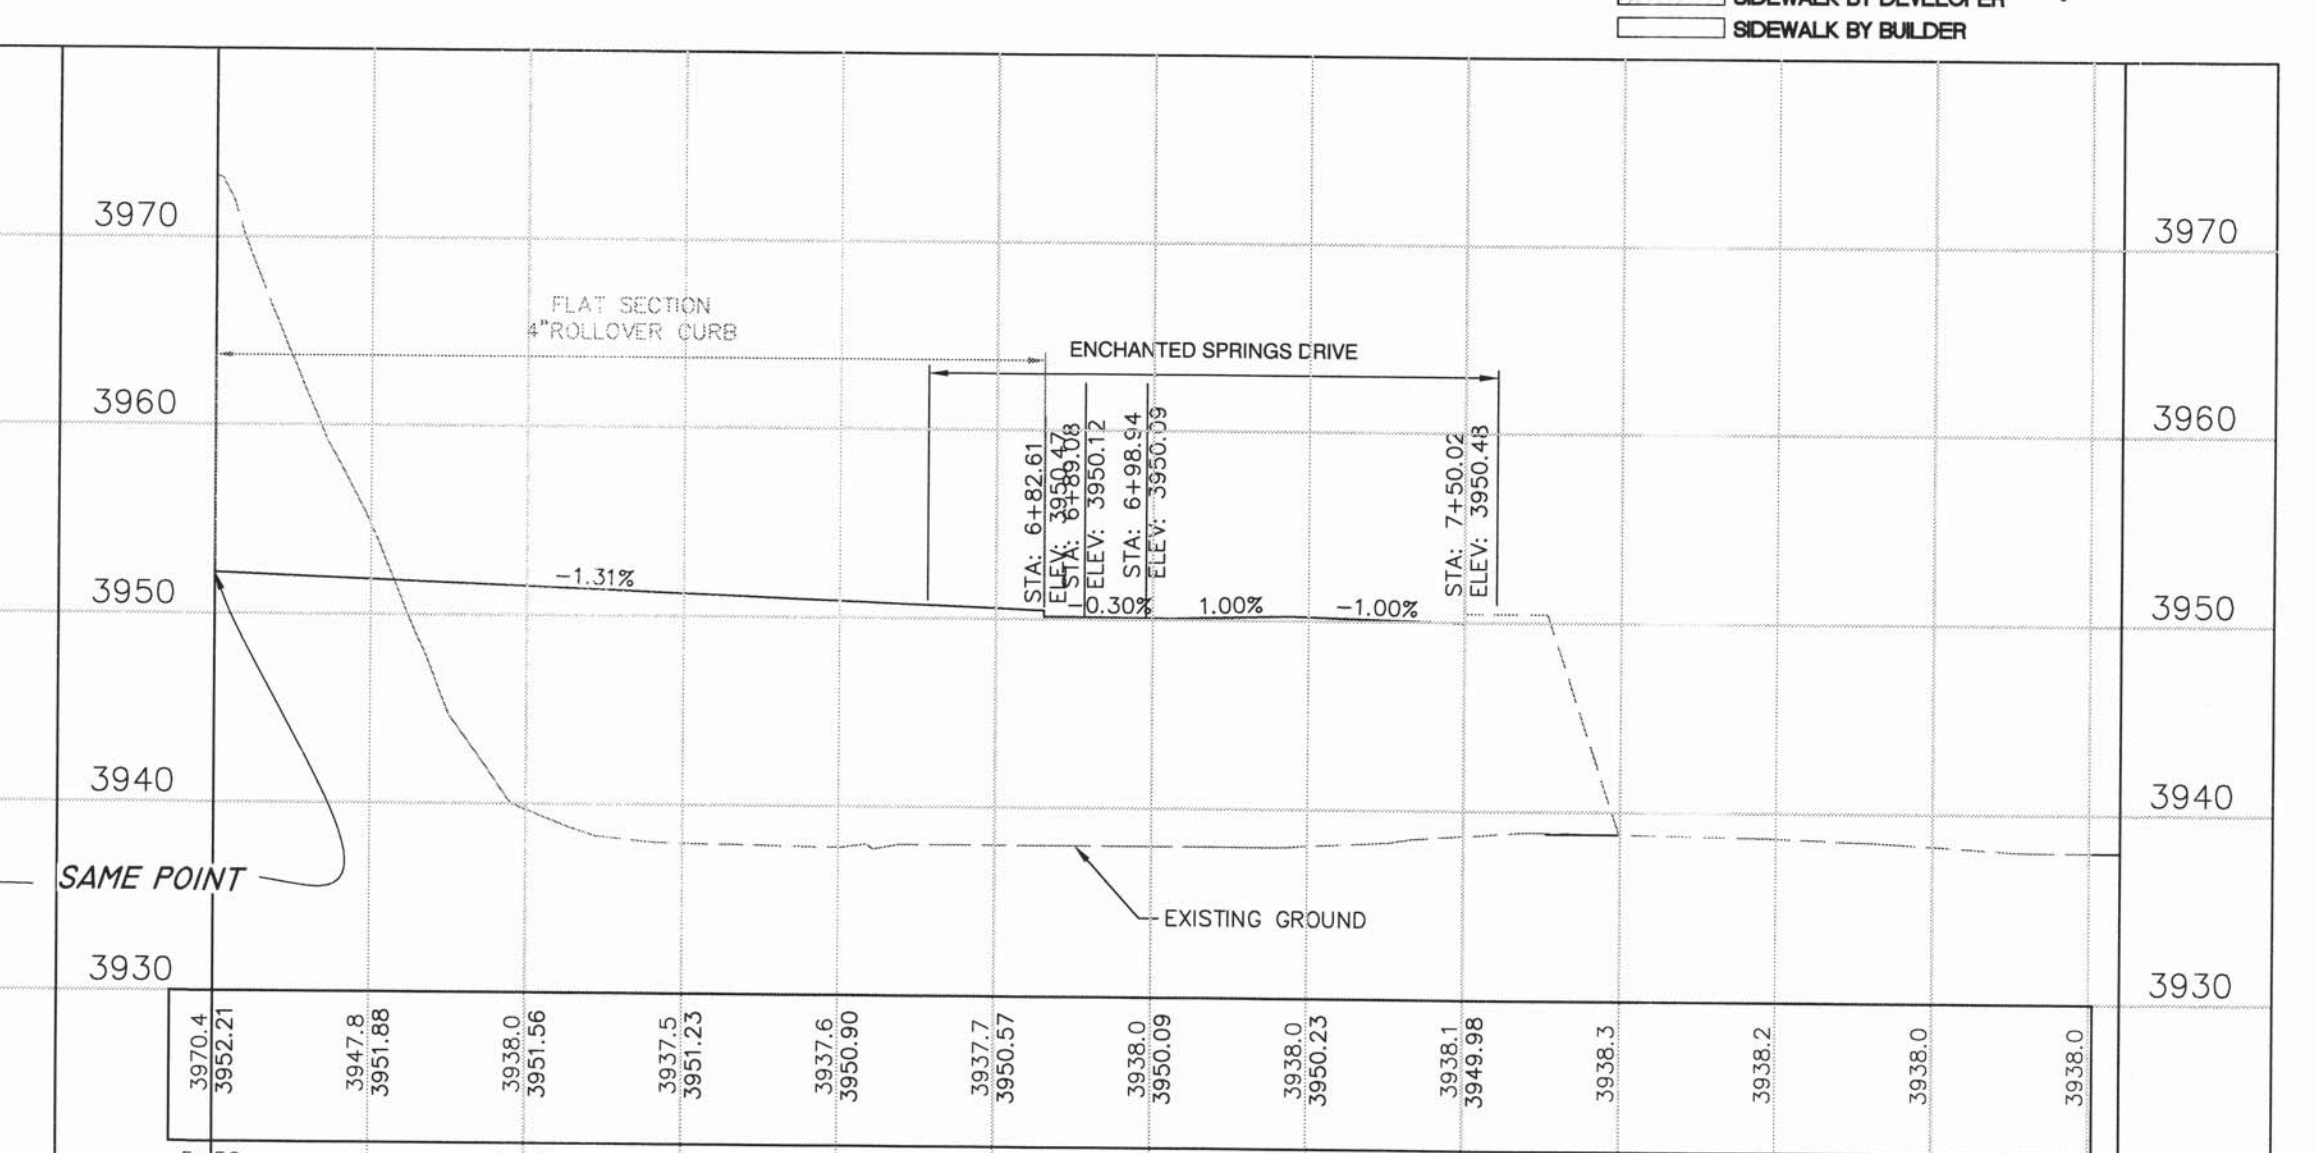 SIDEWALK BY DEVELOPER
SIDEWALK BY BUILDER
3970
3970
FLAT SECTION
4"ROLLOVER CURB
ENCHANTED SPRINGS DRIVE
3960
3960
STA: 6+82.61
ELEV: 3950.47
STA: 6+89.08
ELEV: 3950.12
STA: 6+98.94
ELEV: 3950.09
STA: 7+50.02
ELEV: 3950.48
-1.31%
-0.30%
1.00%
-1.00%
3950
3950
3940
3940
SAME POINT
EXISTING GROUND
3930
3930
3970.4
3952.21
3947.8
3951.88
3938.0
3951.56
3937.5
3951.23
3937.6
3950.90
3937.7
3950.57
3938.0
3950.09
3938.0
3950.23
3938.1
3949.98
3938.3
3938.2
3938.0
3938.0